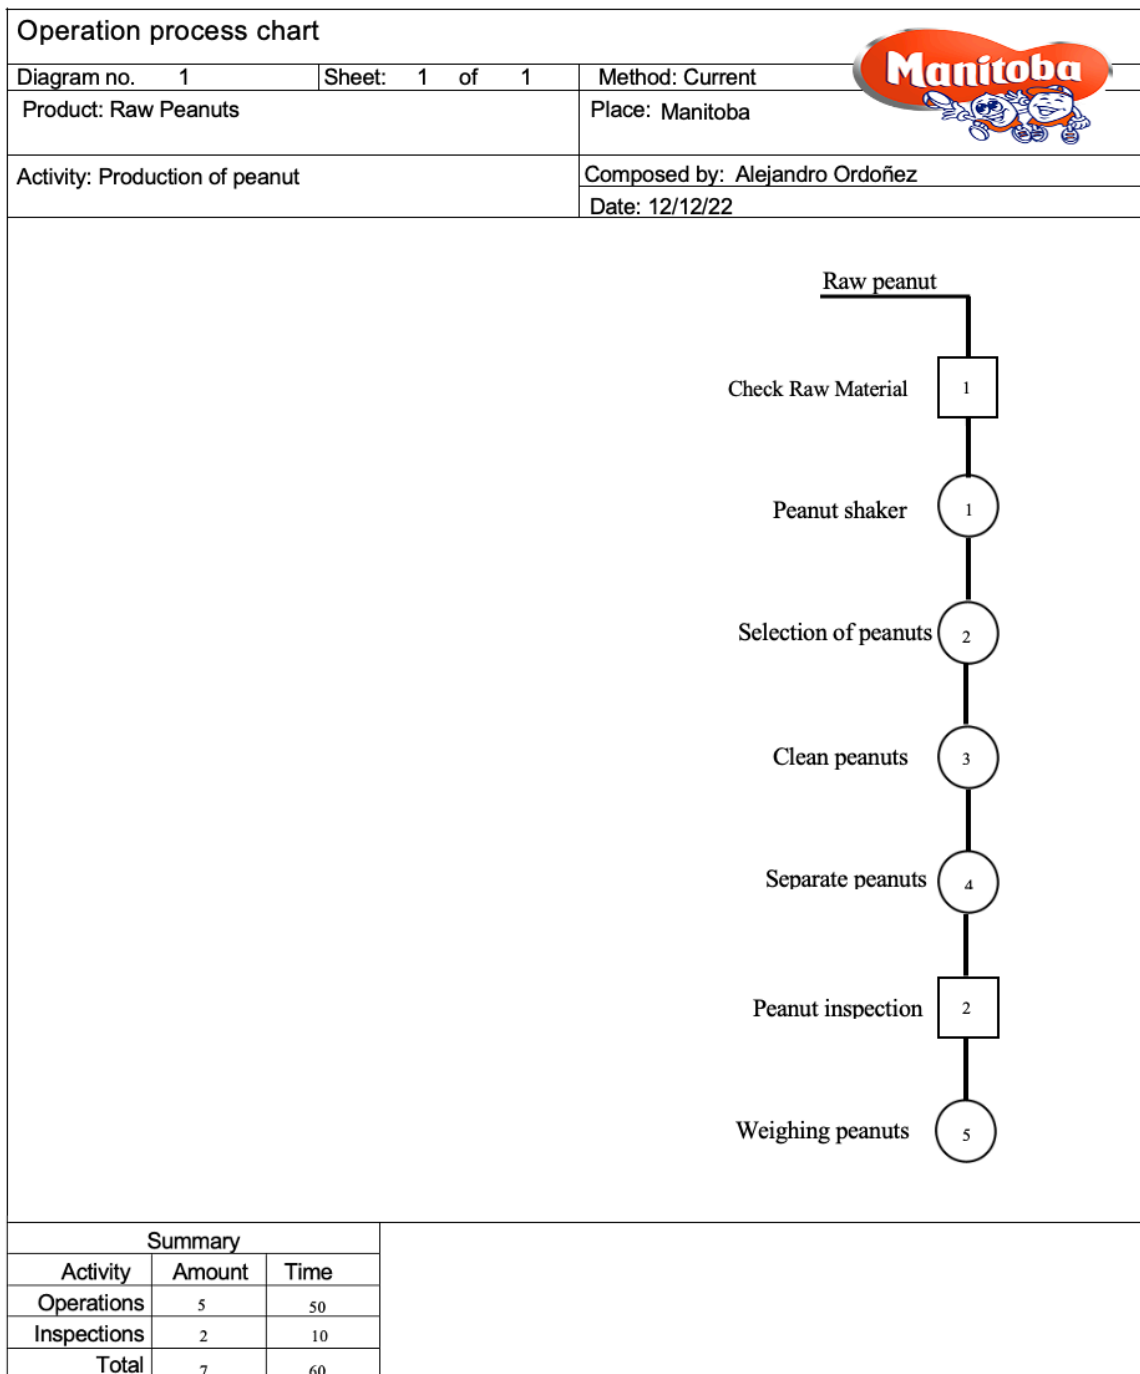 Operation process chart
Manitoba
Diagram no. 1 Sheet: 1 of 1 Method: Current
Product: Raw Peanuts Place: Manitoba
Activity: Production of peanut Composed by: Alejandro Ordoñez
Date: 12/12/22
Raw peanut
Check Raw Material 1
Peanut shaker 1
Selection of peanuts 2
Clean peanuts 3
Separate peanuts 4
Peanut inspection 2
Weighing peanuts 5
Summary
Activity Amount Time
Operations 5 50
Inspections 2 10
Total 7 60